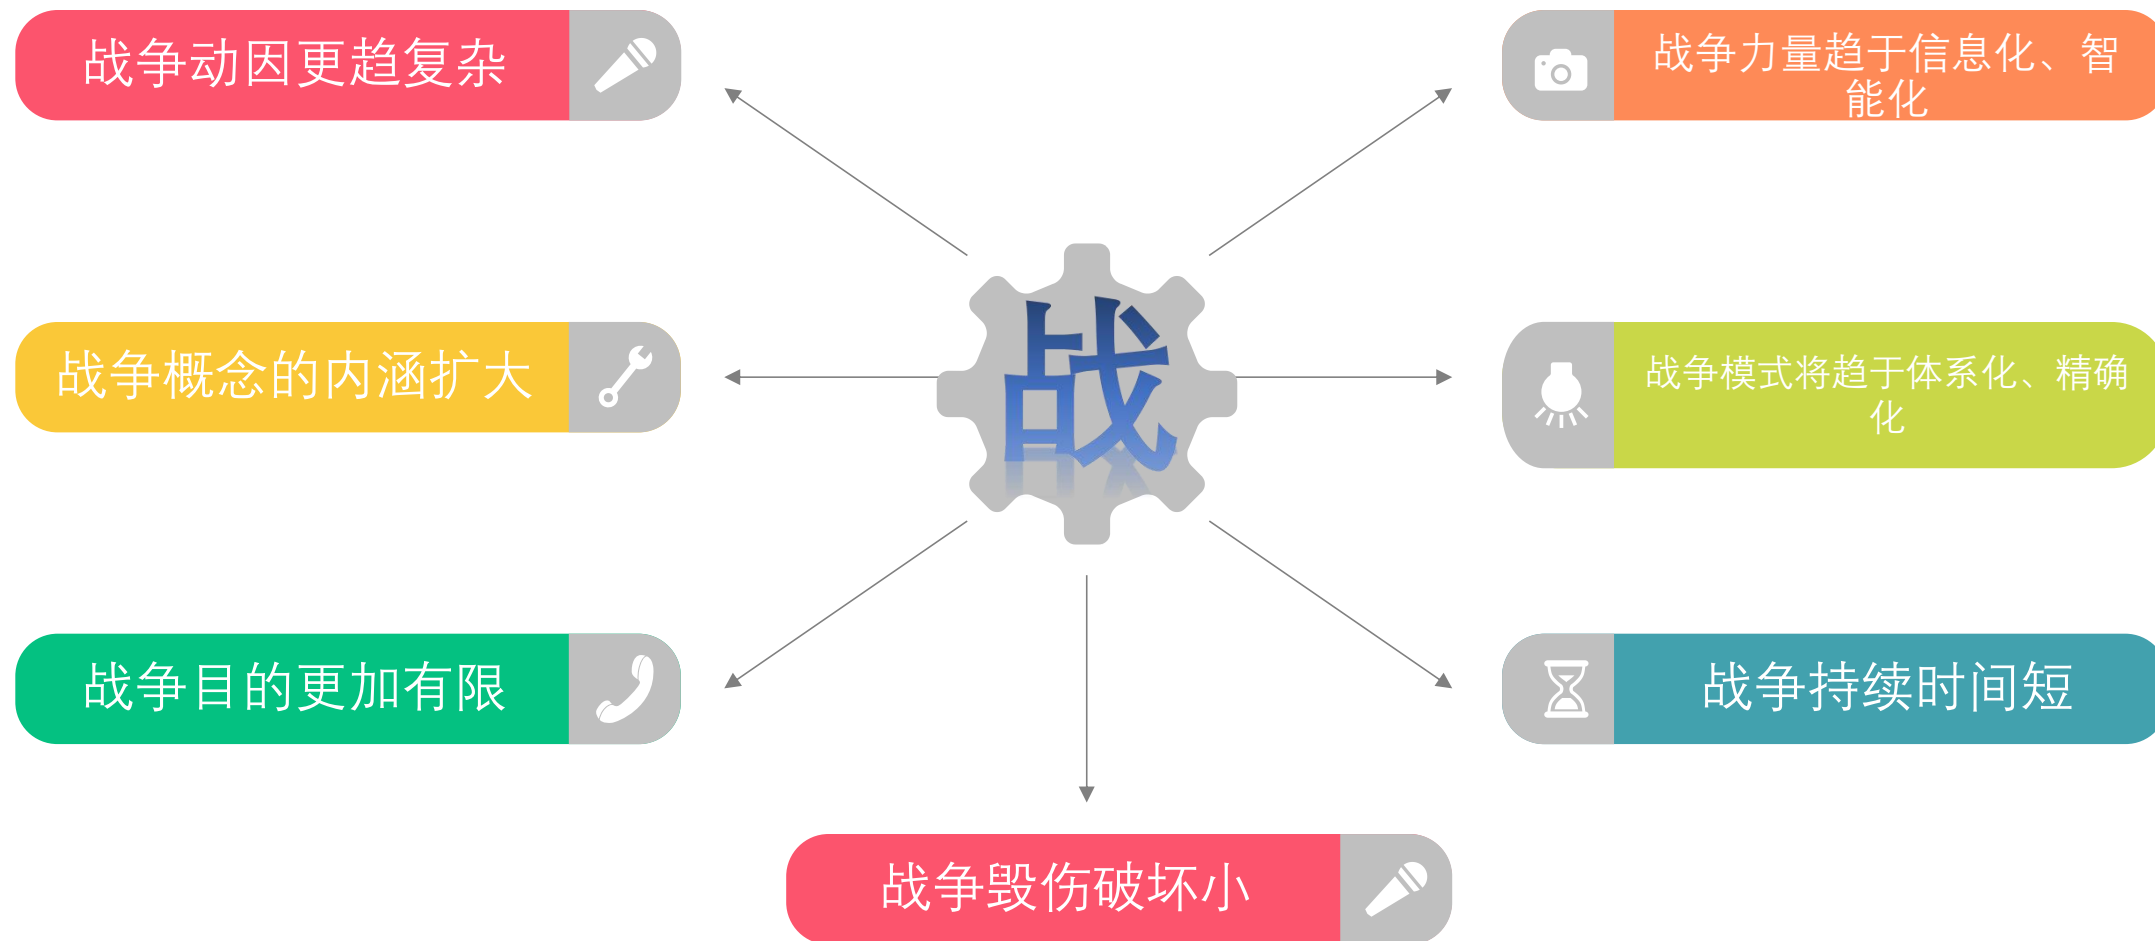 战争动因更趋复杂
战争力量趋于信息化、智
能化
战
战争概念的内涵扩大
战争模式将趋于体系化、精确
化
战争目的更加有限
战争持续时间短
战争毁伤破坏小